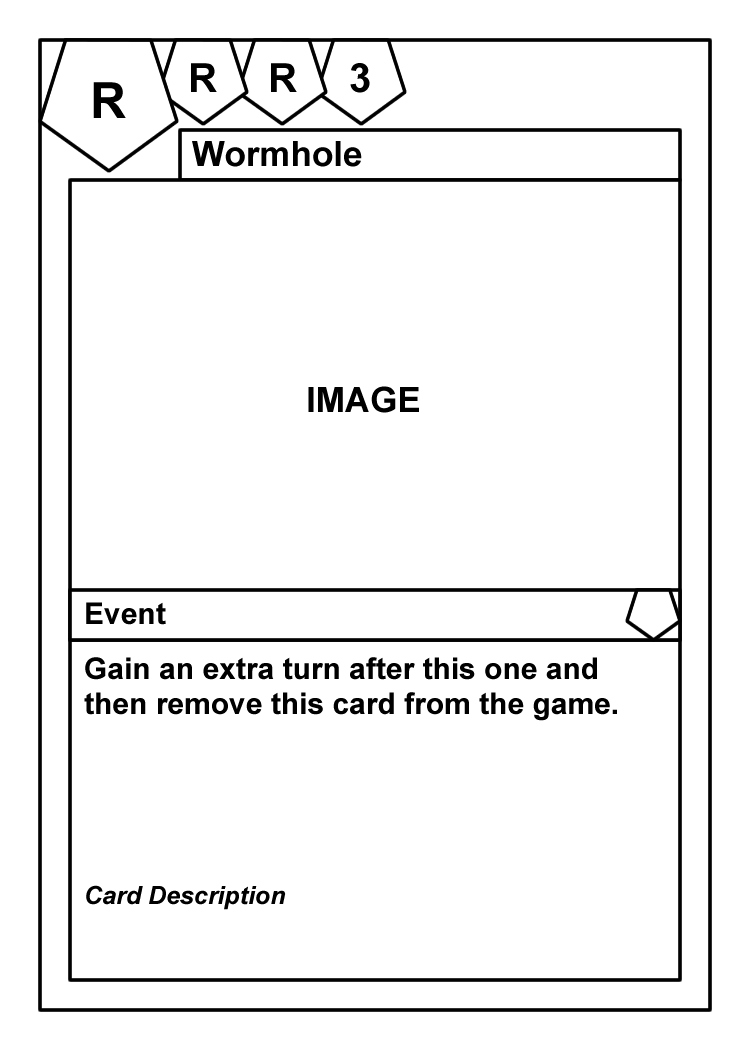 R R R 3
Wormhole
IMAGE
Event
Gain an extra turn after this one and
then remove this card from the game.
Card Description